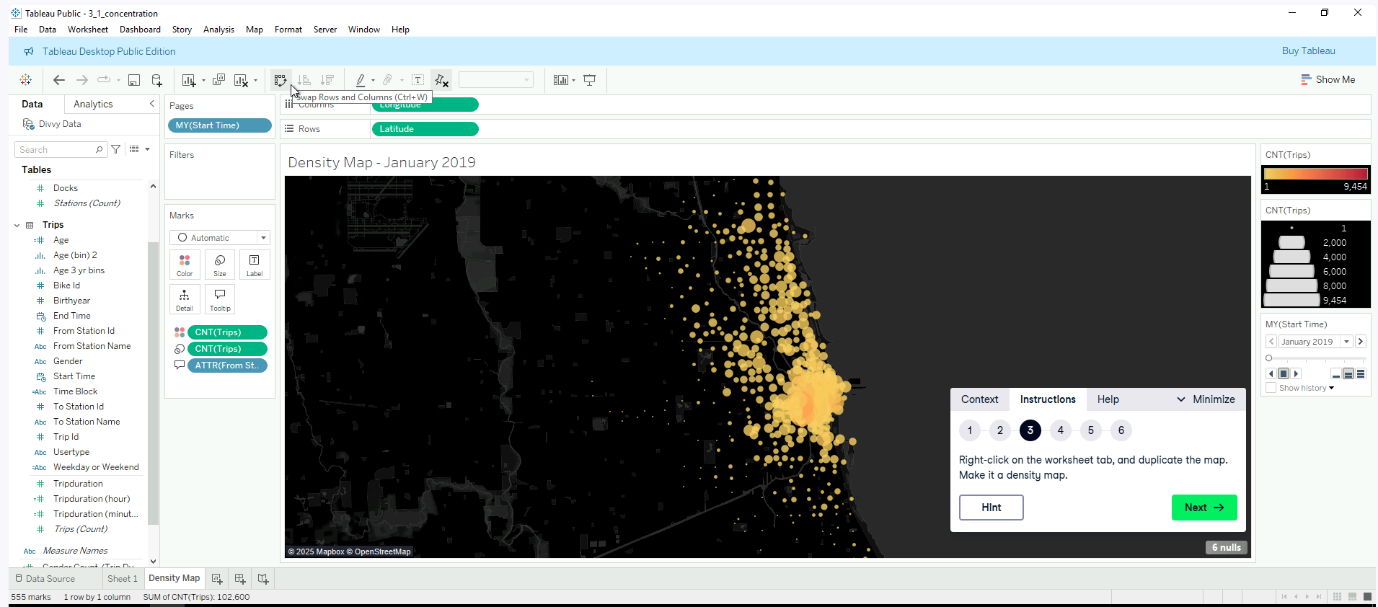 Tableau Public - 3_1_concentration
File Data Worksheet Dashboard Story Analysis Map Format Server Window Help
Tableau Desktop Public Edition
Buy Tableau
Show Me
Data Analytics
Divvy Data
Search
Tables
Docks
Stations (Count)
Trips
Age
Age (bin) 2
Age 3 yr bins
Bike Id
Birthyear
End Time
From Station Id
From Station Name
Gender
Start Time
Time Block
To Station Id
To Station Name
Trip Id
Usertype
Weekday or Weekend
Tripduration
Tripduration (hour)
Tripduration (minut...
Trips (Count)
Abc Measure Names
Pages
MY(Start Time)
Filters
Marks
Automatic
Color Size Label
Detail Tooltip
CNT(Trips)
CNT(Trips)
ATTR(From St..
Columns
Longitude
Swap Rows and Columns (Ctrl+W)
Rows
Latitude
Density Map - January 2019
© 2025 Mapbox © OpenStreetMap
6 nulls
Context Instructions Help Minimize
1 2 3 4 5 6
Right-click on the worksheet tab, and duplicate the map.
Make it a density map.
Hint
Next →
CNT(Trips)
1 9,454
CNT(Trips)
1
2,000
4,000
6,000
8,000
9,454
MY(Start Time)
January 2019
Show history
Data Source Sheet 1 Density Map
555 marks 1 row by 1 column SUM of CNT(Trips): 102,600